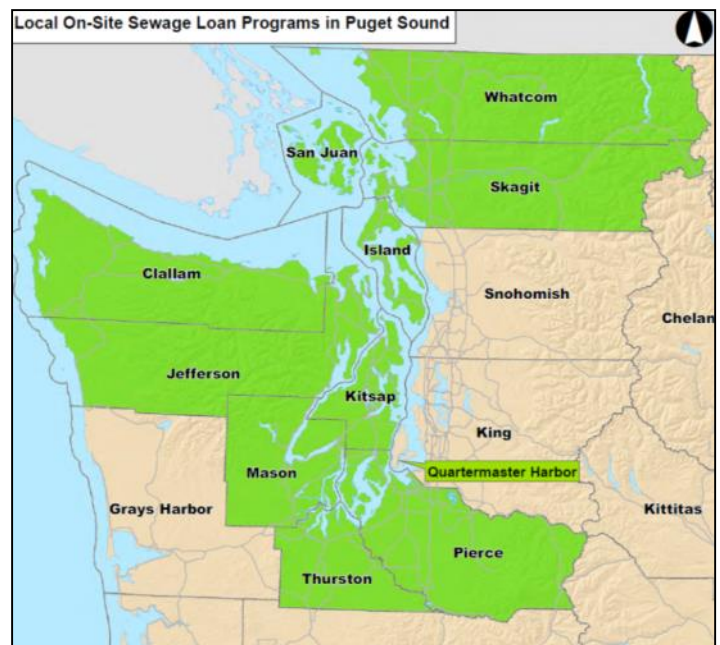 Local On-Site Sewage Loan Programs in Puget Sound
Whatcom
San Juan
Skagit
Island
Clallam
Snohomish
Chelan
Jefferson
Kitsap
King
Quartermaster Harbor
Mason
Grays Harbor
Kittitas
Pierce
Thurston